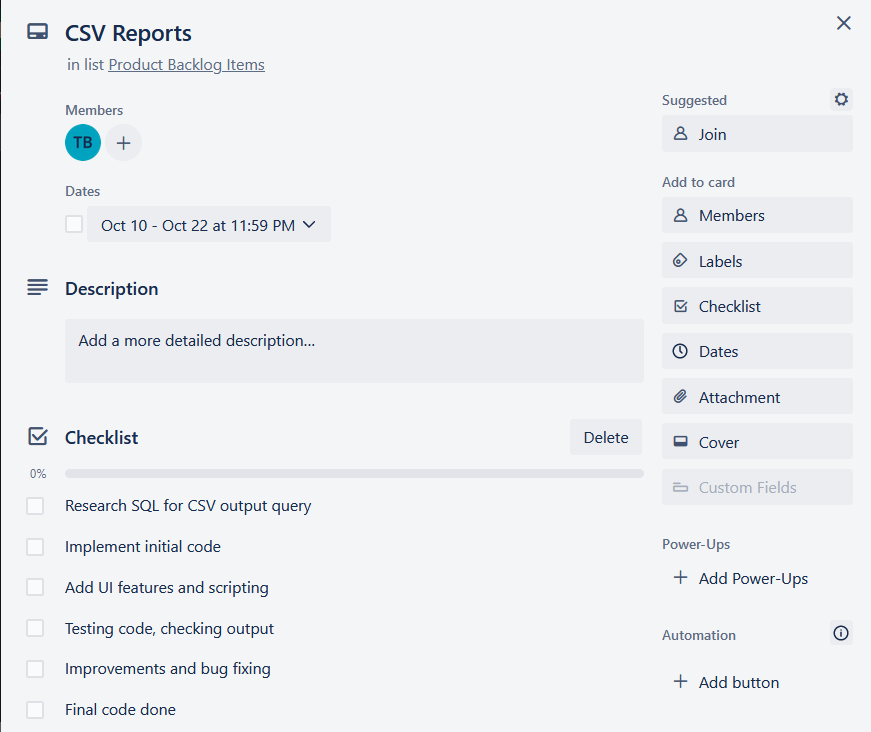 CSV Reports
in list Product Backlog Items
Members
TB
Dates
Oct 10 - Oct 22 at 11:59 PM
Description
Add a more detailed description...
Checklist
Delete
0%
Research SQL for CSV output query
Implement initial code
Add UI features and scripting
Testing code, checking output
Improvements and bug fixing
Final code done
Suggested
Join
Add to card
Members
Labels
Checklist
Dates
Attachment
Cover
Custom Fields
Power-Ups
Add Power-Ups
Automation
Add button